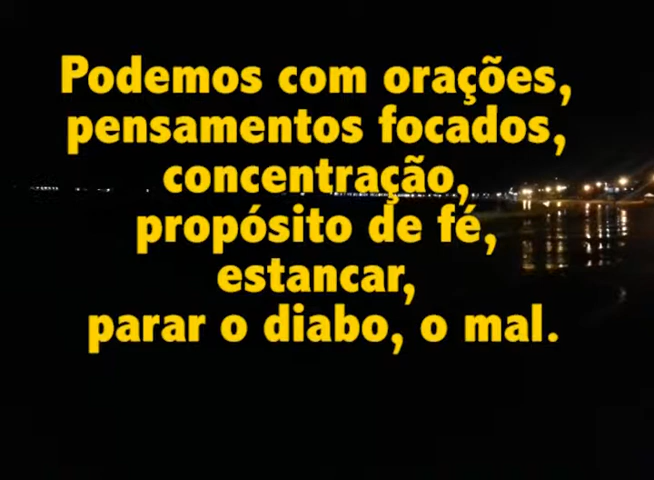 Podemos com orações,
pensamentos focados,
concentração,
propósito de fé,
estancar,
parar o diabo, o mal.